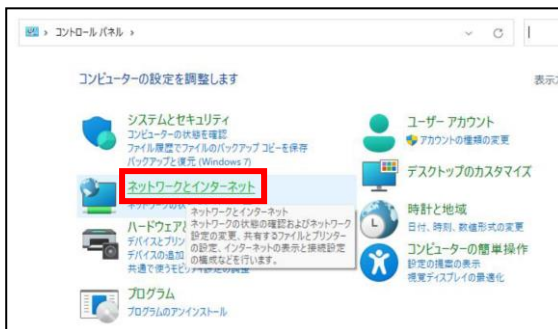 コントロール パネル
コンピューターの設定を調整します
表示
システムとセキュリティ
コンピューターの状態を確認
ファイル履歴でファイルのバックアップ コピーを保存
バックアップと復元 (Windows 7)
ネットワークとインターネット
ネットワークの状
ネットワークとインターネット
ネットワークの状態の確認およびネットワーク
設定の変更、共有するファイルとプリンター
の設定、インターネットの表示と接続設定
の構成などを行います。
ハードウェアと
デバイスとプリン
デバイスの追加
共通で使うモビリティ設定の調整
プログラム
プログラムのアンインストール
ユーザー アカウント
アカウントの種類の変更
デスクトップのカスタマイズ
時計と地域
日付、時刻、数値形式の変更
コンピューターの簡単操作
設定の提案の表示
視覚ディスプレイの最適化